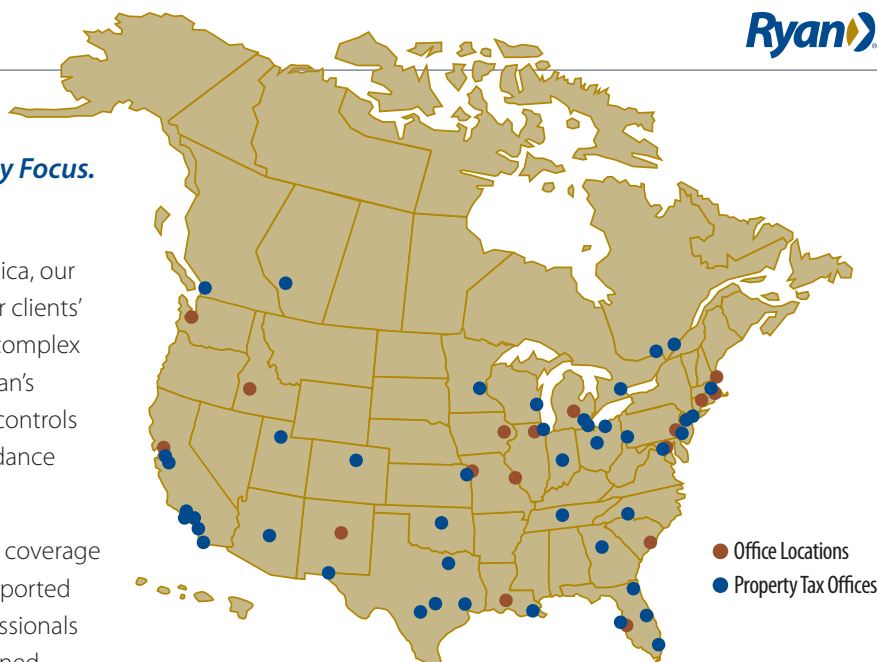 Ryan
y Focus.
ica, our
r clients’
complex
an’s
controls
dance
coverage
ported
ssionals
Office Locations
Property Tax Offices